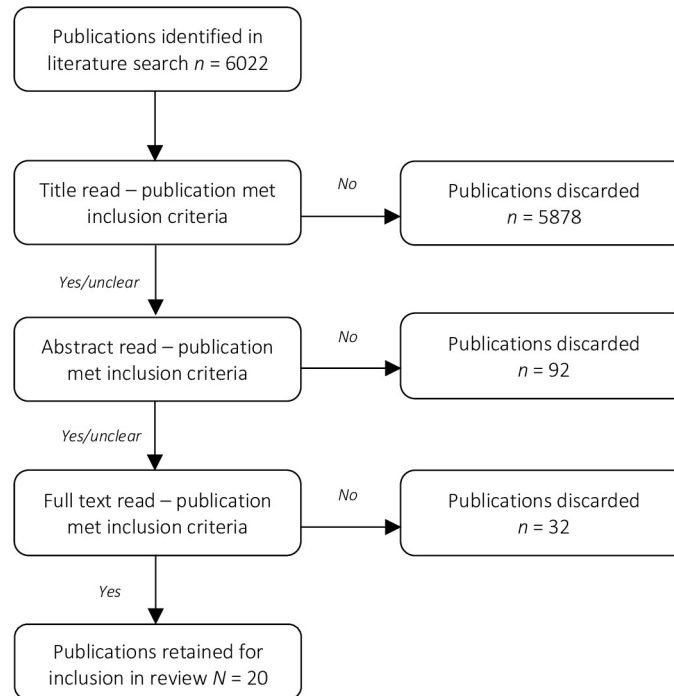 Publications identified in
literature search n = 6022
Title read – publication met
inclusion criteria
No
Publications discarded
n = 5878
Yes/unclear
Abstract read – publication
met inclusion criteria
No
Publications discarded
n = 92
Yes/unclear
Full text read – publication
met inclusion criteria
No
Publications discarded
n = 32
Yes
Publications retained for
inclusion in review N = 20